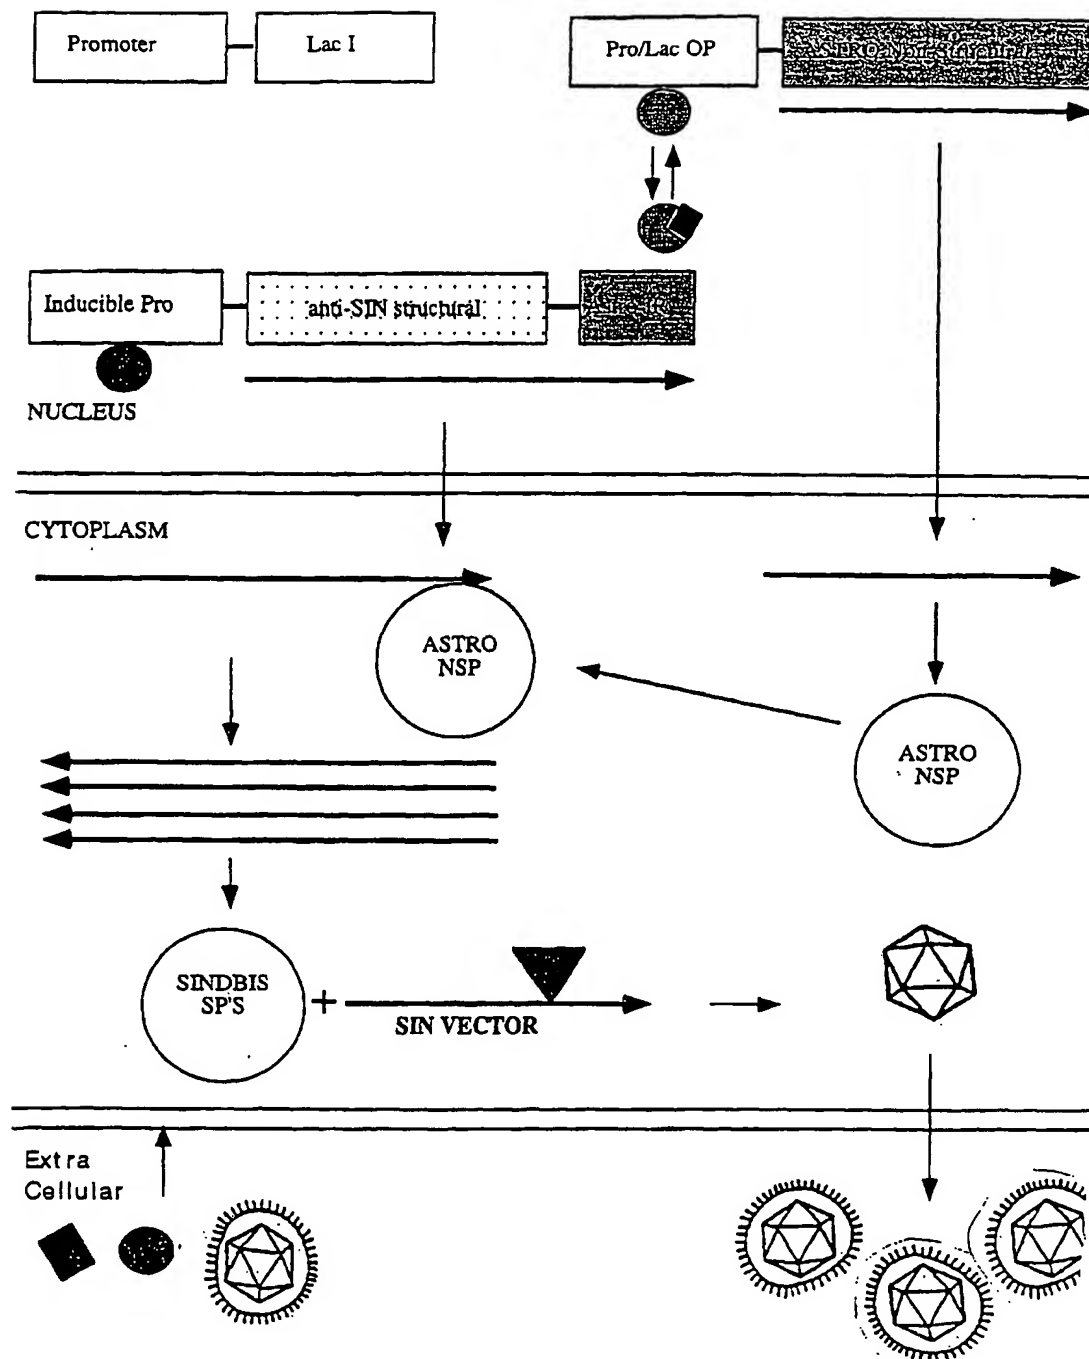 Promoter
Lac I
Pro/Lac OP
Inducible Pro
anti-SIN structural
NUCLEUS
CYTOPLASM
ASTRO
NSP
ASTRO
NSP
SINDBIS
SP'S
+
SIN VECTOR
Extra
Cellular